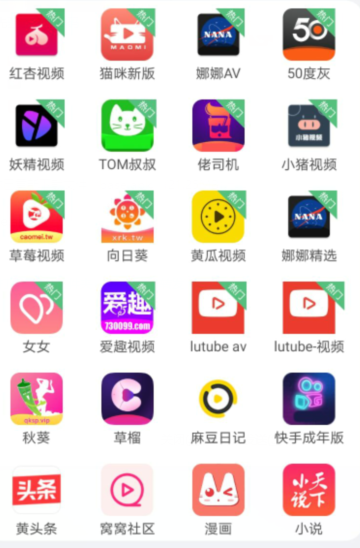 热门 热门 热门 热门
MAOMI NANA 50
红杏视频 猫咪新版 娜娜AV 50度灰
热门 热门 热门 热门
小猪视频
妖精视频 TOM叔叔 佬司机 小猪视频
热门 热门 热门 热门
NANA
caomei.tw xrk.tw
草莓视频 向日葵 黄瓜视频 娜娜精选
热门 热门 热门 热门
爱趣
730099.com
女女 爱趣视频 lutube av lutube-视频
qksp.vip
秋葵 草榴 麻豆日记 快手成年版
头条 小说天下
黄头条 窝窝社区 漫画 小说